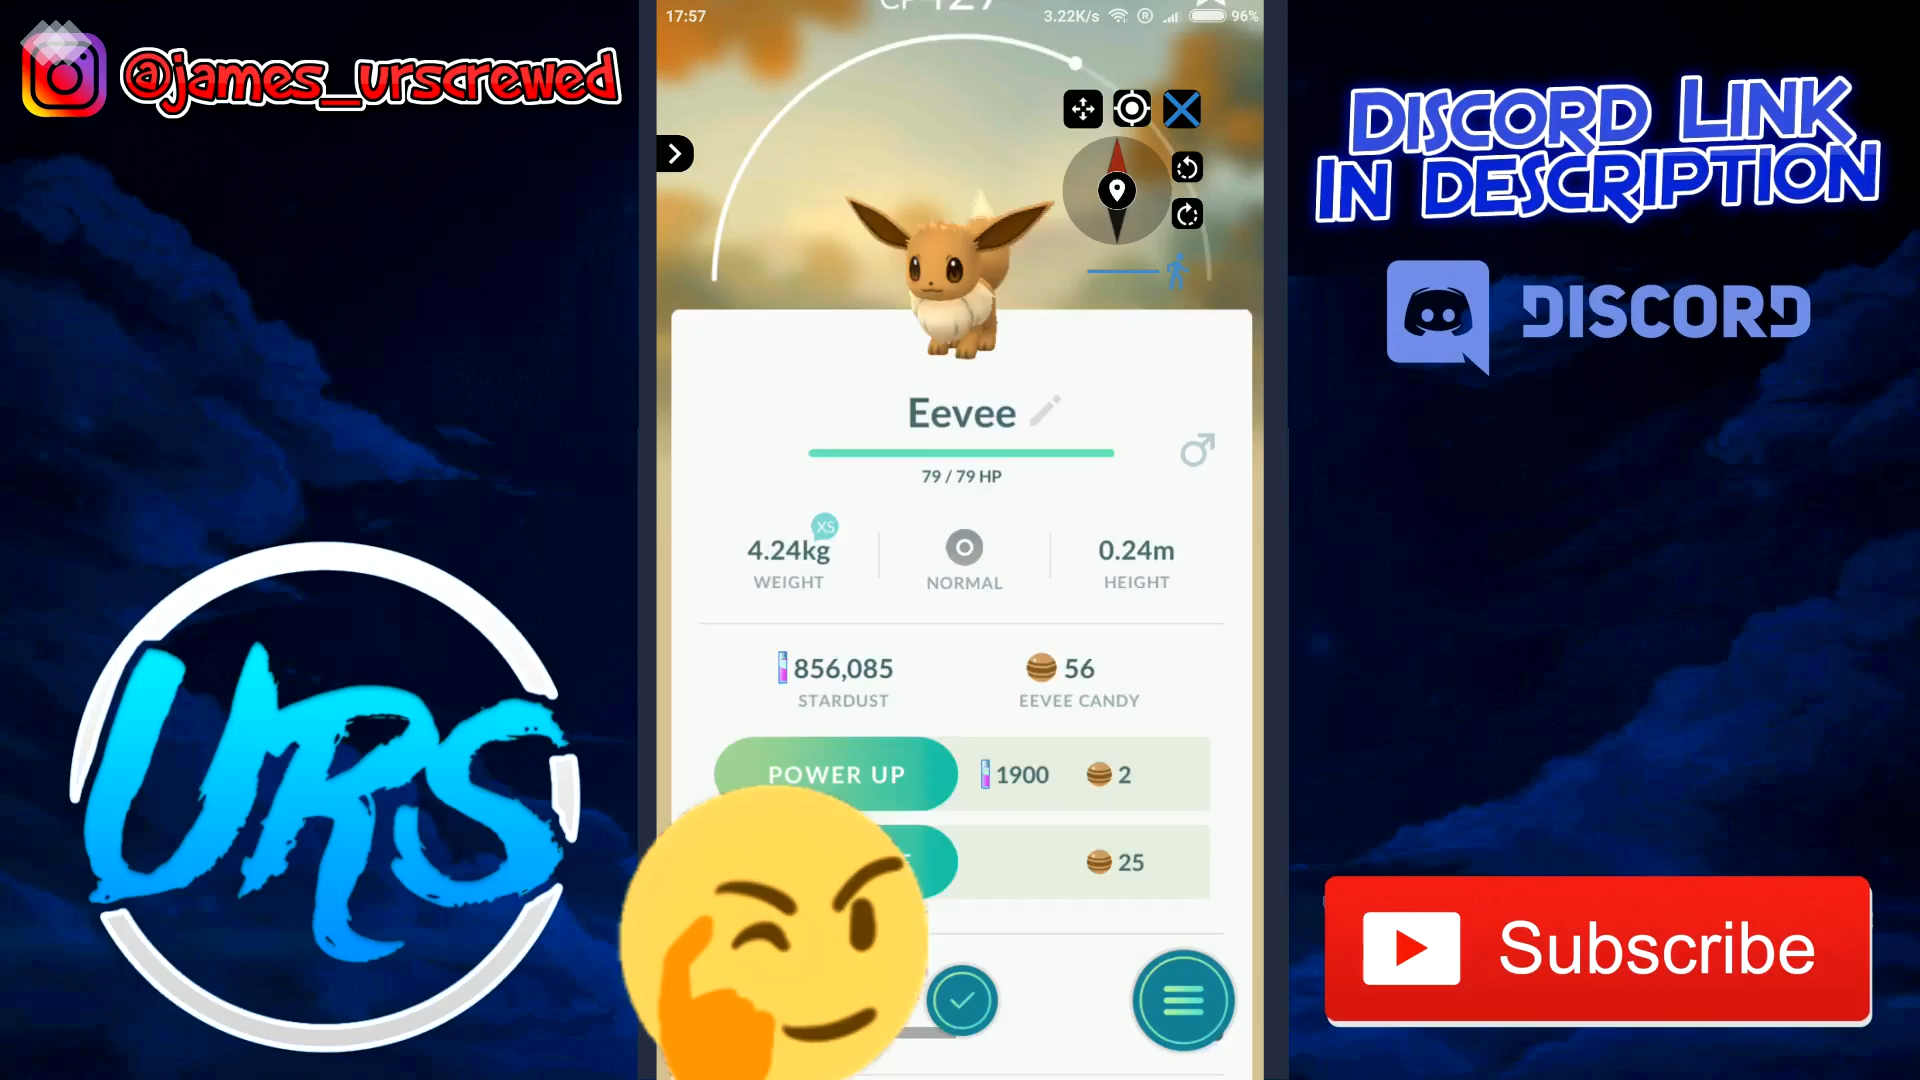 17:57
3.22K/s
96%
@james_urscrewed
DISCORD LINK
IN DESCRIPTION
DISCORD
Eevee
79 / 79 HP
XS
4.24kg
WEIGHT
NORMAL
0.24m
HEIGHT
856,085
STARDUST
56
EEVEE CANDY
POWER UP
1900
2
25
URS
Subscribe